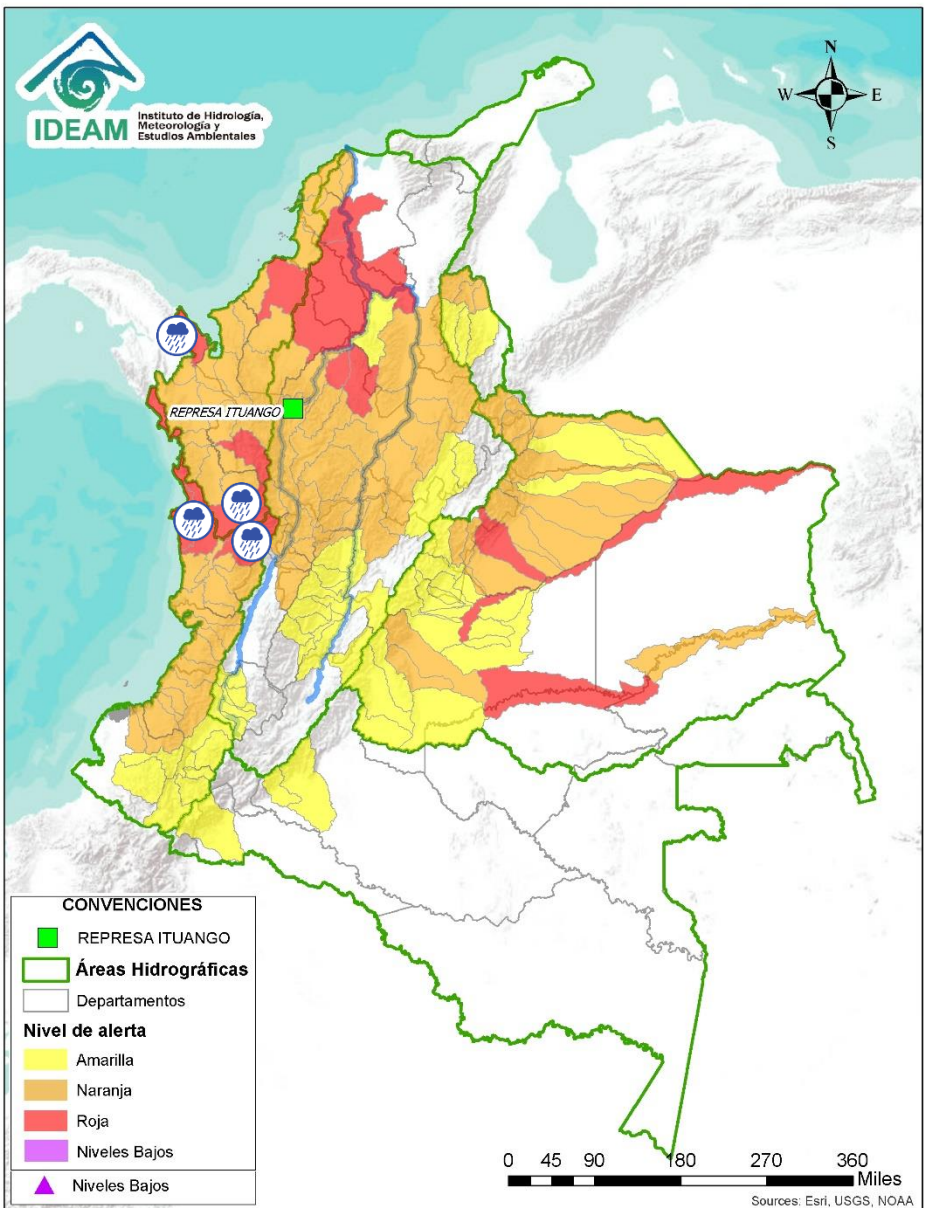 IDEAM
Instituto de Hidrología,
Meteorología y
Estudios Ambientales
N
W E
S
REPRESA ITUANGO
CONVENCIONES
REPRESA ITUANGO
Áreas Hidrográficas
Departamentos
Nivel de alerta
Amarilla
Naranja
Roja
Niveles Bajos
Niveles Bajos
0 45 90 180 270 360
Miles
Sources: Esri, USGS, NOAA